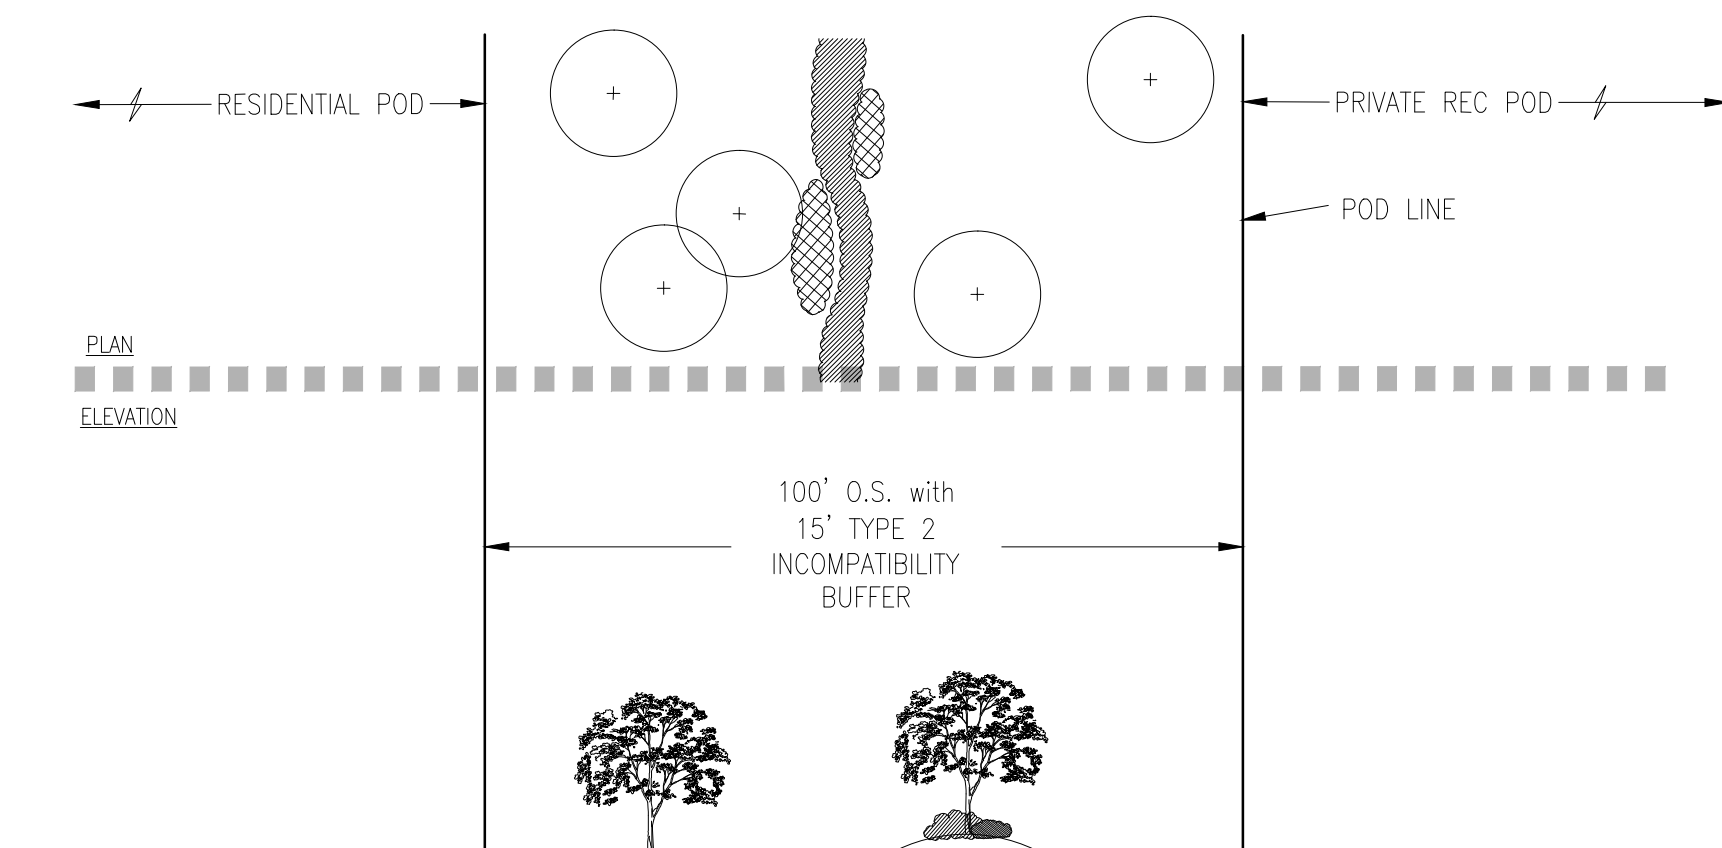 RESIDENTIAL POD
PRIVATE REC POD
POD LINE
PLAN
ELEVATION
100' O.S. with
15' TYPE 2
INCOMPATIBILITY
BUFFER